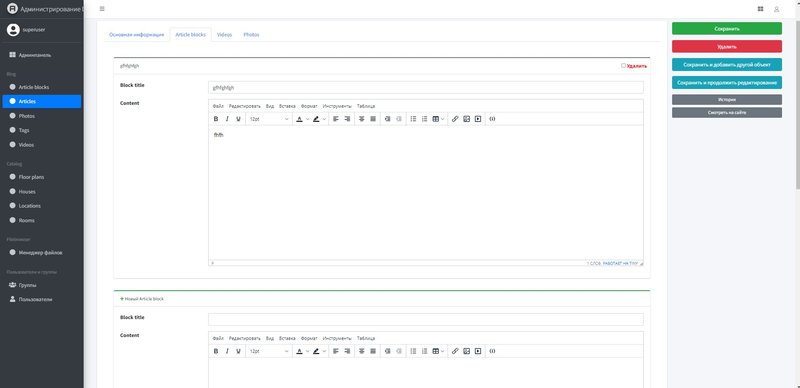 Администрирование
superuser
Админпанель
Blog
Article blocks
Articles
Photos
Tags
Videos
Catalog
Floor plans
Houses
Locations
Rooms
Менеджер файлов
Пользователи и группы
Группы
Пользователи
Основная информация Article blocks Videos Photos
gfhfghfgh Удалить
Block title gfhfghfgh
Content
Файл Редактировать Вид Вставка Формат Инструменты Таблица
B I U 12pt A
fhfh
P 1 СЛОВ РАБОТАЕТ НА TINY
Новый Article block
Block title
Content
Файл Редактировать Вид Вставка Формат Инструменты Таблица
B I U 12pt A
Сохранить
Удалить
Сохранить и добавить другой объект
Сохранить и продолжить редактирование
История
Смотреть на сайте